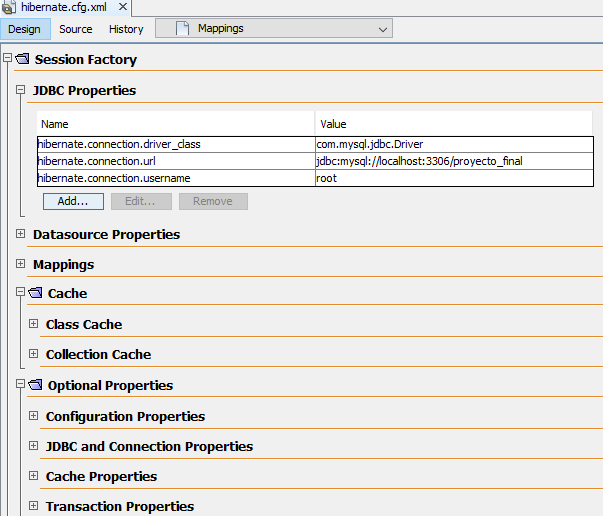 hibernate.cfg.xml
Design Source History Mappings
Session Factory
JDBC Properties
Name Value
hibernate.connection.driver_class com.mysql.jdbc.Driver
hibernate.connection.url jdbc:mysql://localhost:3306/proyecto_final
hibernate.connection.username root
Add... Edit... Remove
Datasource Properties
Mappings
Cache
Class Cache
Collection Cache
Optional Properties
Configuration Properties
JDBC and Connection Properties
Cache Properties
Transaction Properties